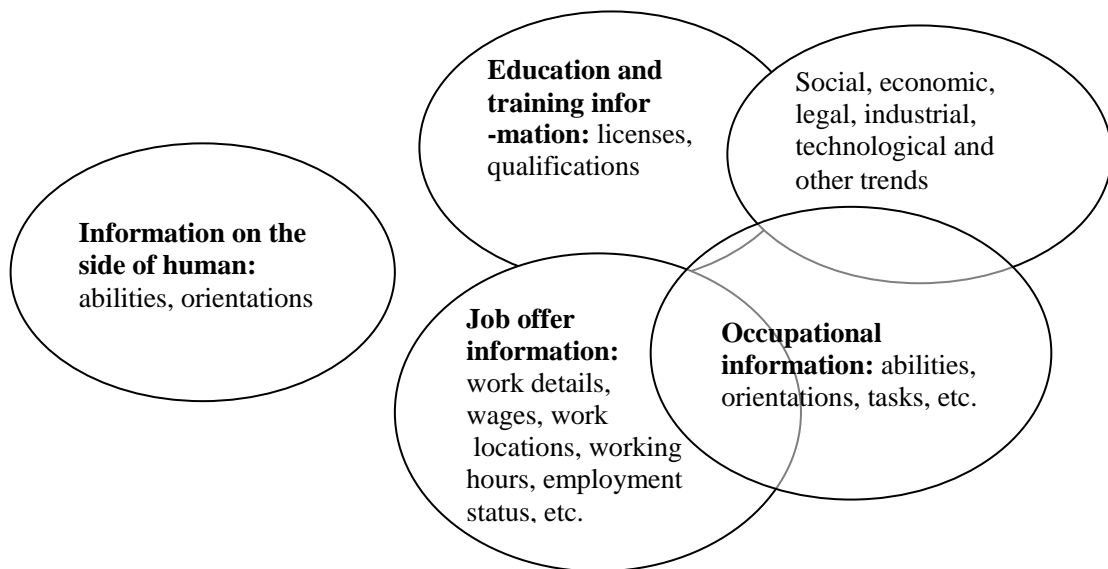 Education and
training infor
-mation: licenses,
qualifications
Social, economic,
legal, industrial,
technological and
other trends
Information on the
side of human:
abilities, orientations
Job offer
information:
work details,
wages, work
locations, working
hours, employment
status, etc.
Occupational
information: abilities,
orientations, tasks, etc.